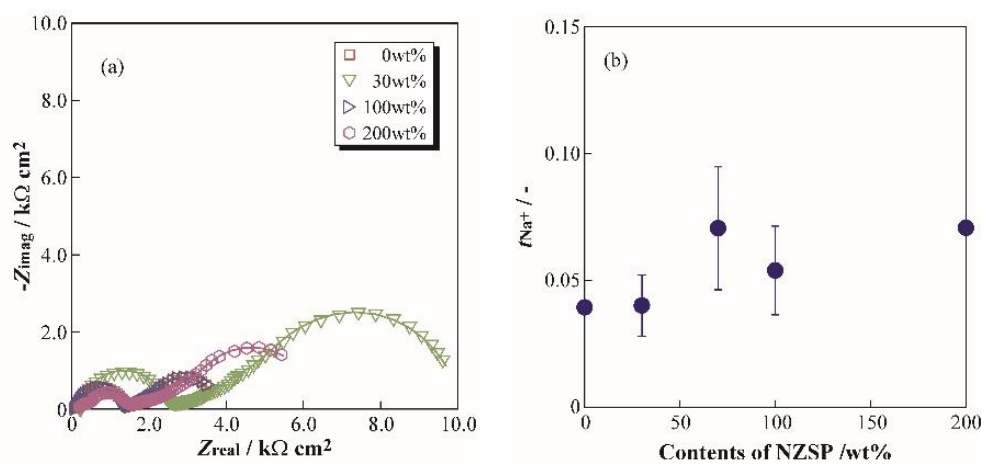 (a)
0wt%
30wt%
100wt%
200wt%
10.0
8.0
6.0
4.0
2.0
0
0 2.0 4.0 6.0 8.0 10.0
-Zimag / kΩ cm2
Zreal / kΩ cm2
(b)
0.15
0.10
0.05
0
0 50 100 150 200
tNa+ / -
Contents of NZSP /wt%